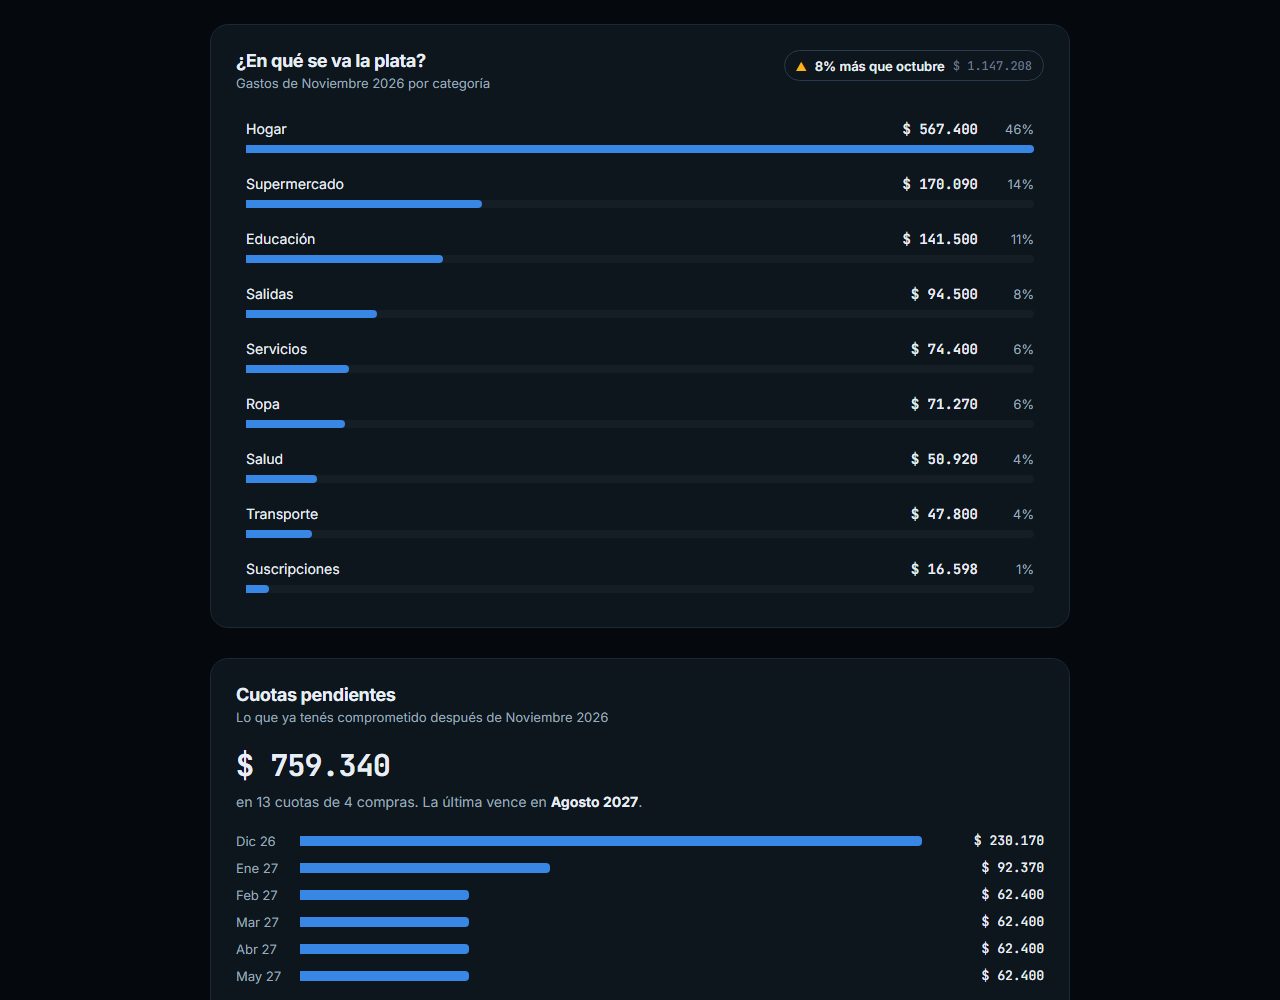 ¿En qué se va la plata?
▲ 8% más que octubre $ 1.147.208
Gastos de Noviembre 2026 por categoría
Hogar $ 567.400 46%
Supermercado $ 170.090 14%
Educación $ 141.500 11%
Salidas $ 94.500 8%
Servicios $ 74.400 6%
Ropa $ 71.270 6%
Salud $ 50.920 4%
Transporte $ 47.800 4%
Suscripciones $ 16.598 1%
Cuotas pendientes
Lo que ya tenés comprometido después de Noviembre 2026
$ 759.340
en 13 cuotas de 4 compras. La última vence en Agosto 2027.
Dic 26 $ 230.170
Ene 27 $ 92.370
Feb 27 $ 62.400
Mar 27 $ 62.400
Abr 27 $ 62.400
May 27 $ 62.400